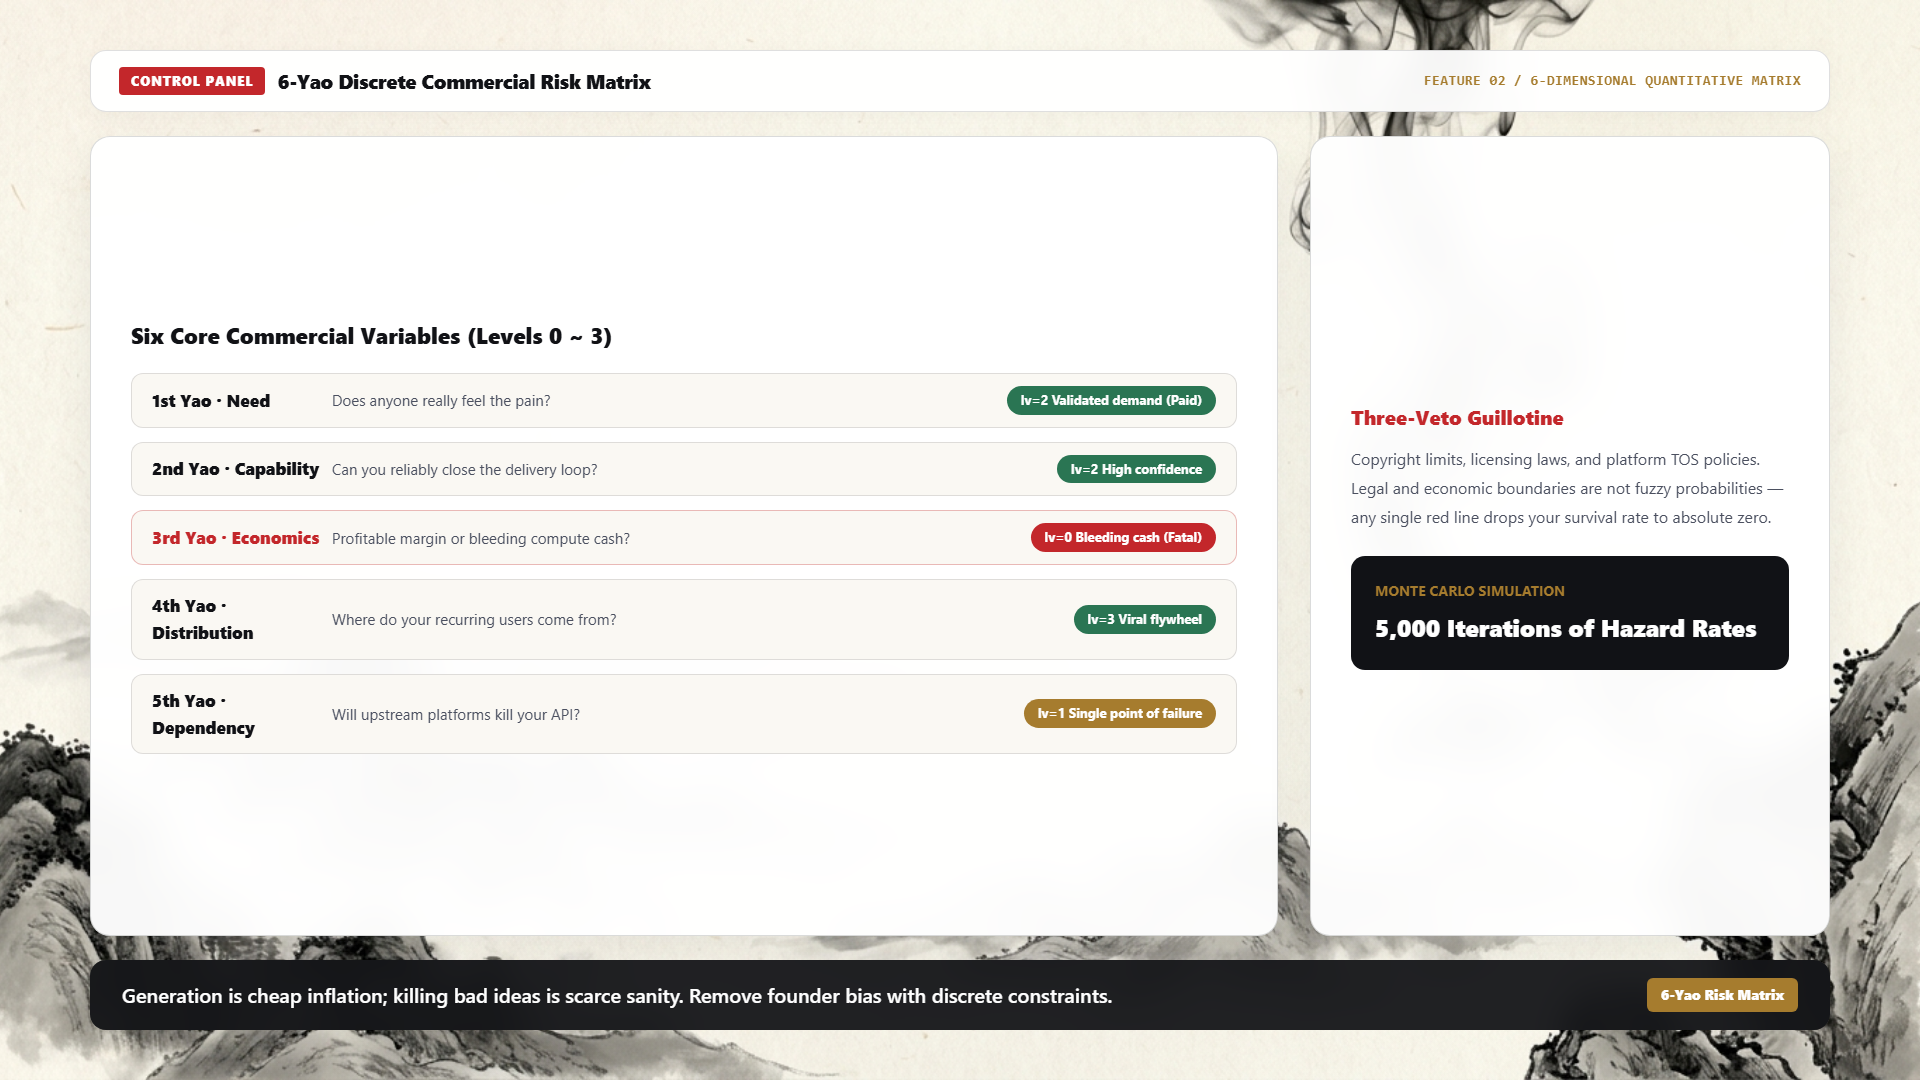 CONTROL PANEL
6-Yao Discrete Commercial Risk Matrix
FEATURE 02 / 6-DIMENSIONAL QUANTITATIVE MATRIX
Six Core Commercial Variables (Levels 0 ~ 3)
1st Yao · Need
Does anyone really feel the pain?
lv=2 Validated demand (Paid)
2nd Yao · Capability
Can you reliably close the delivery loop?
lv=2 High confidence
3rd Yao · Economics
Profitable margin or bleeding compute cash?
lv=0 Bleeding cash (Fatal)
4th Yao ·
Distribution
Where do your recurring users come from?
lv=3 Viral flywheel
5th Yao ·
Dependency
Will upstream platforms kill your API?
lv=1 Single point of failure
Three-Veto Guillotine
Copyright limits, licensing laws, and platform TOS policies.
Legal and economic boundaries are not fuzzy probabilities —
any single red line drops your survival rate to absolute zero.
MONTE CARLO SIMULATION
5,000 Iterations of Hazard Rates
Generation is cheap inflation; killing bad ideas is scarce sanity. Remove founder bias with discrete constraints.
6-Yao Risk Matrix